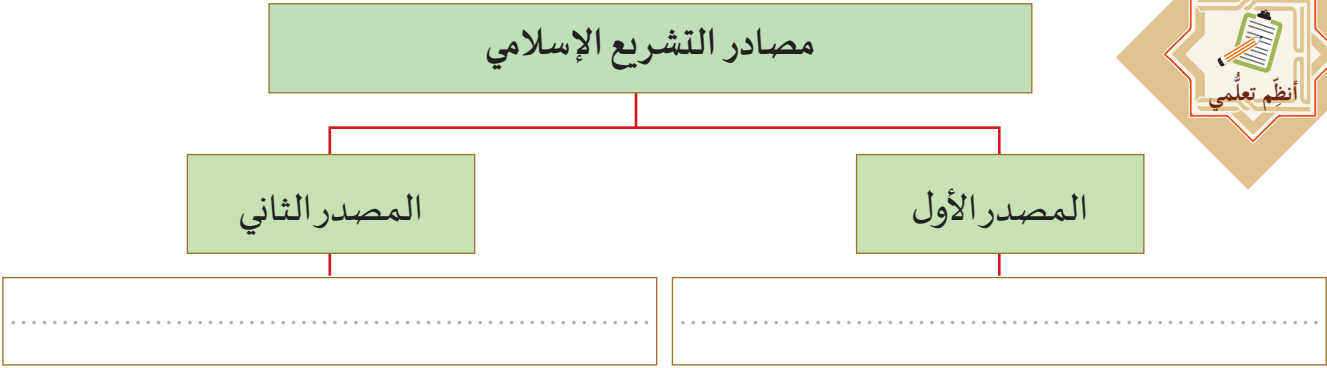 مصادر التشريع الإسلامي
أنظِّم تعلُّمي
المصدر الأول
المصدر الثاني